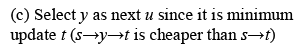 (c) Select y as next u since it is minimum
update t (s→y→t is cheaper than s→t)